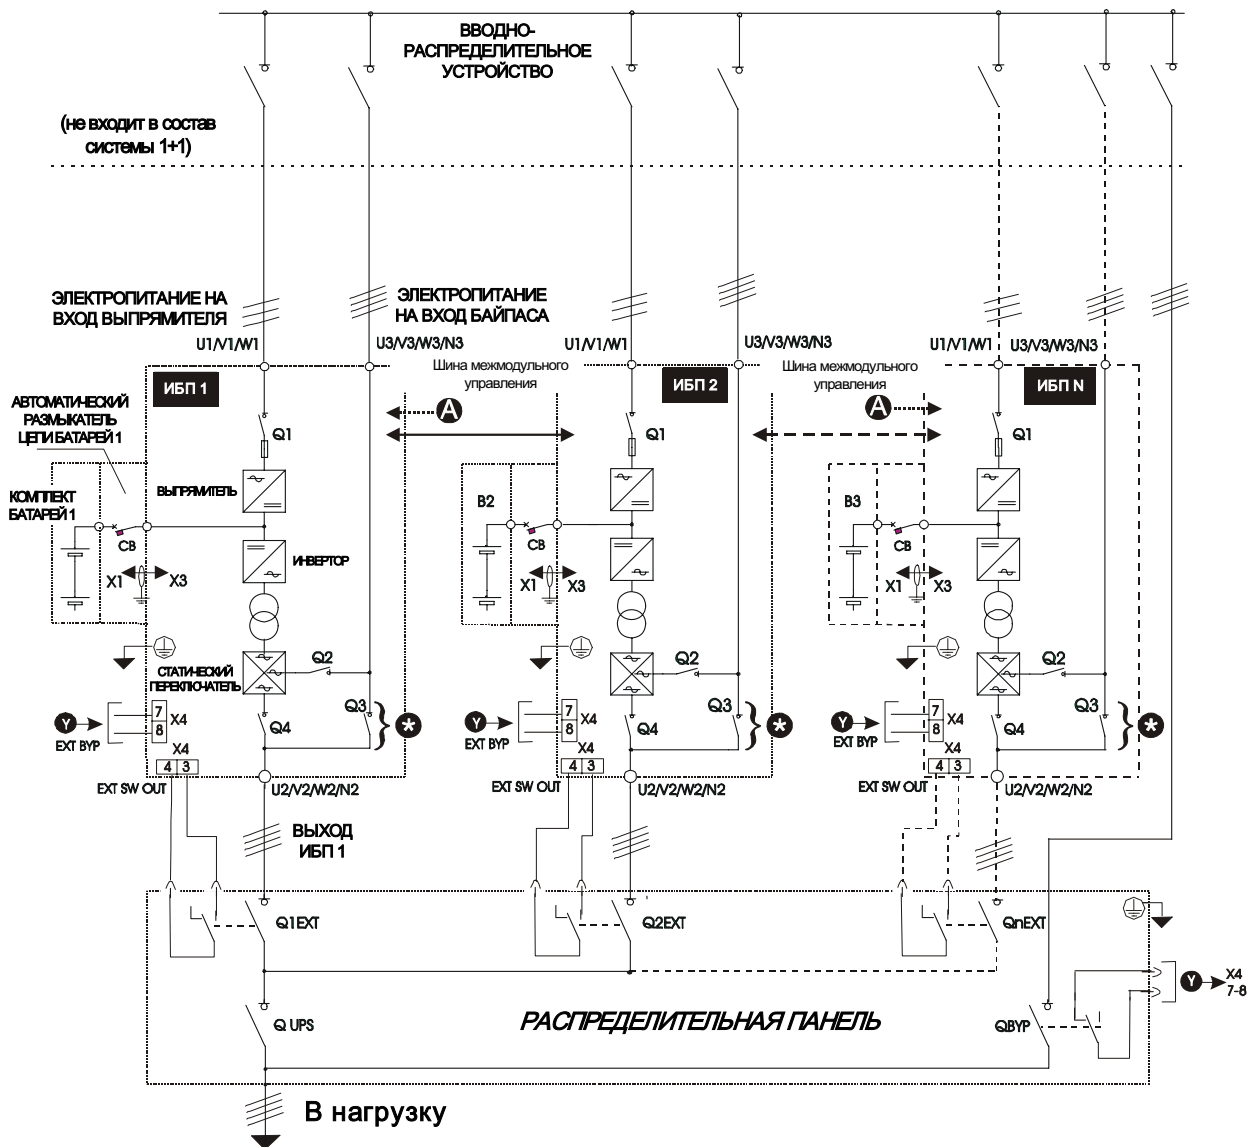 ВВОДНО-
РАСПРЕДЕЛИТЕЛЬНОЕ
УСТРОЙСТВО
(не входит в состав
системы 1+1)
ЭЛЕКТРОПИТАНИЕ НА
ВХОД ВЫПРЯМИТЕЛЯ
ЭЛЕКТРОПИТАНИЕ
НА ВХОД БАЙПАСА
U1/V1/W1
U3/V3/W3/N3
U1/V1/W1
U3/V3/W3/N3
U1/V1/W1
U3/V3/W3/N3
Шина межмодульного
управления
Шина межмодульного
управления
ИБП 1
ИБП 2
ИБП N
A
A
АВТОМАТИЧЕСКИЙ
РАЗМЫКАТЕЛЬ
ЦЕПИ БАТАРЕЙ 1
Q1
Q1
Q1
КОМПЛЕКТ
БАТАРЕЙ 1
ВЫПРЯМИТЕЛЬ
B2
B3
CB
CB
CB
ИНВЕРТОР
X1
X3
X1
X3
X1
X3
СТАТИЧЕСКИЙ
ПЕРЕКЛЮЧАТЕЛЬ
Q2
Q2
Q2
Q3
Q3
Q3
Q4
Q4
Q4
*
*
*
Y
EXT BYP
7
8
X4
Y
EXT BYP
7
8
X4
Y
EXT BYP
7
8
X4
X4
4 3
EXT SW OUT
X4
4 3
EXT SW OUT
X4
4 3
EXT SW OUT
U2/V2/W2/N2
U2/V2/W2/N2
U2/V2/W2/N2
ВЫХОД
ИБП 1
Q1EXT
Q2EXT
QnEXT
Y
X4
7-8
Q UPS
РАСПРЕДЕЛИТЕЛЬНАЯ ПАНЕЛЬ
QBYP
В нагрузку